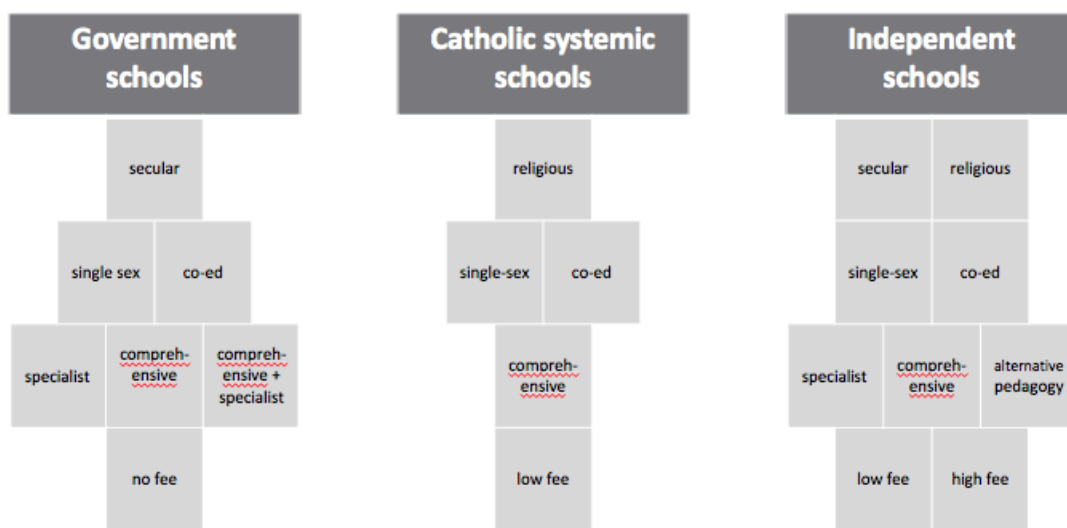 Government
schools
secular
single sex
co-ed
specialist
compreh-
ensive
compreh-
ensive +
specialist
no fee
Catholic systemic
schools
religious
single-sex
co-ed
compreh-
ensive
low fee
Independent
schools
secular
religious
single-sex
co-ed
specialist
compreh-
ensive
alternative
pedagogy
low fee
high fee